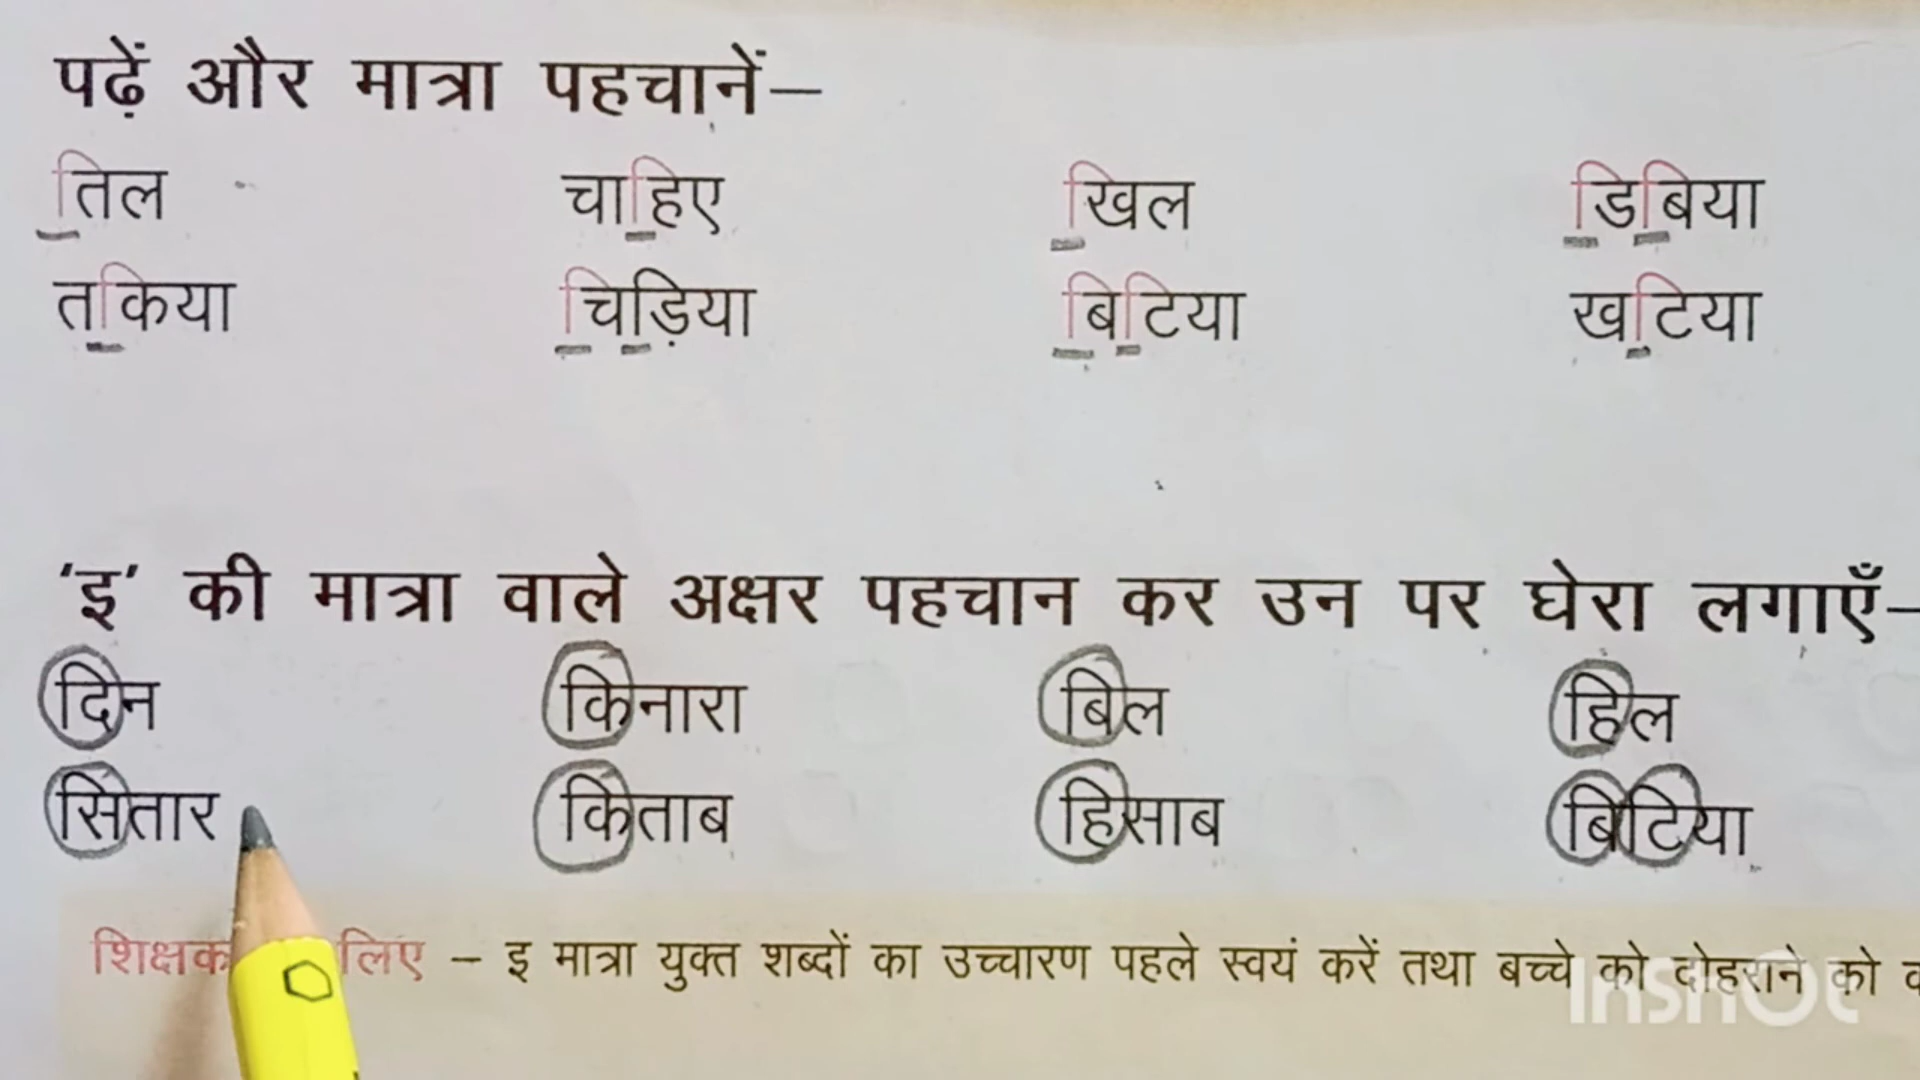 पढ़ें और मात्रा पहचानें–
तिल चाहिए खिल डिबिया
तकिया चिड़िया बिटिया खटिया
‘इ’ की मात्रा वाले अक्षर पहचान कर उन पर घेरा लगाएँ–
दिन किनारा बिल हिल
सितार किताब हिसाब बिटिया
शिक्षक लिए – इ मात्रा युक्त शब्दों का उच्चारण पहले स्वयं करें तथा बच्चे को दोहराने को
InShOt